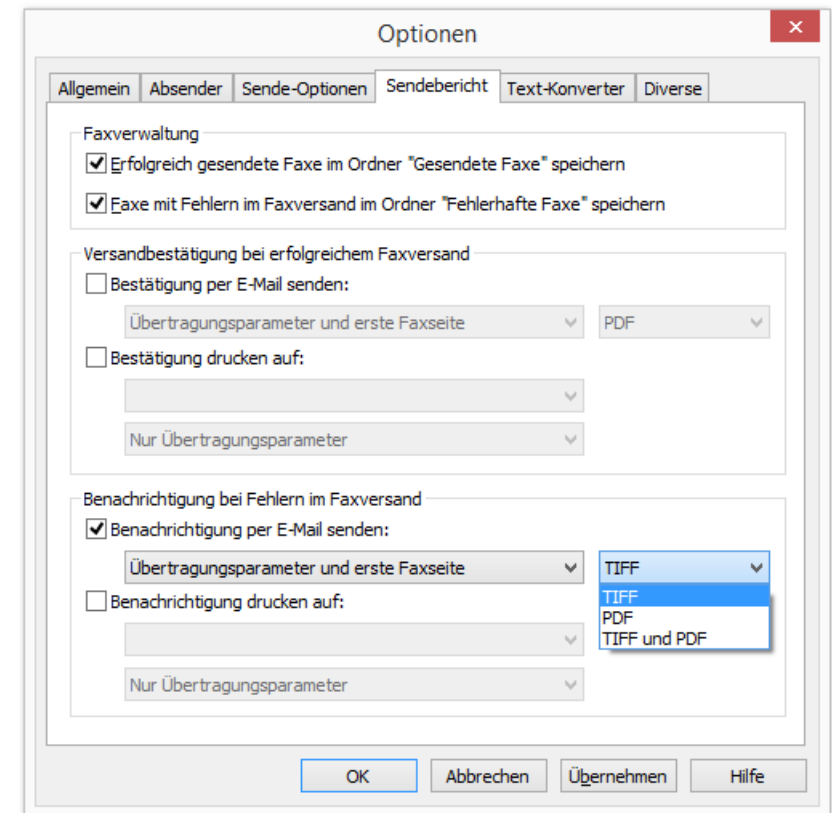 Optionen
Allgemein Absender Sende-Optionen Sendebericht Text-Konverter Diverse
Faxverwaltung
Erfolgreich gesendete Faxe im Ordner "Gesendete Faxe" speichern
Faxe mit Fehlern im Faxversand im Ordner "Fehlerhafte Faxe" speichern
Versandbestätigung bei erfolgreichem Faxversand
Bestätigung per E-Mail senden:
Übertragungsparameter und erste Faxseite PDF
Bestätigung drucken auf:
Nur Übertragungsparameter
Benachrichtigung bei Fehlern im Faxversand
Benachrichtigung per E-Mail senden:
Übertragungsparameter und erste Faxseite TIFF
Benachrichtigung drucken auf: TIFF
PDF
TIFF und PDF
Nur Übertragungsparameter
OK Abbrechen Übernehmen Hilfe